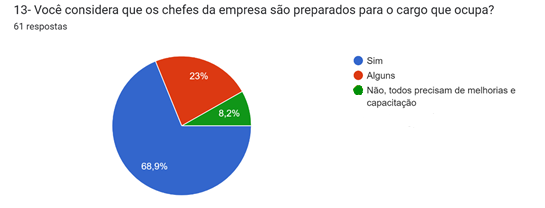 13- Você considera que os chefes da empresa são preparados para o cargo que ocupa?
61 respostas
Sim
Alguns
Não, todos precisam de melhorias e
capacitação
23%
8,2%
68,9%